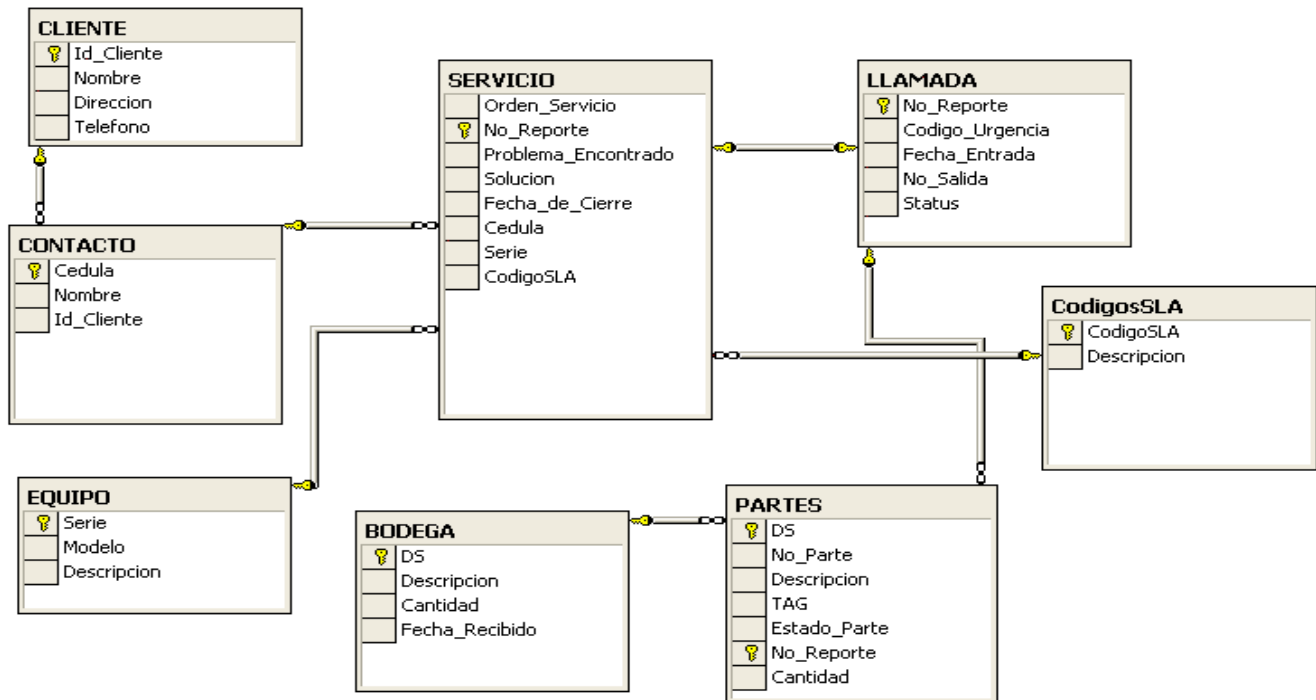 CLIENTE
Id_Cliente
Nombre
Direccion
Telefono
SERVICIO
Orden_Servicio
No_Reporte
Problema_Encontrado
Solucion
Fecha_de_Cierre
Cedula
Serie
CodigoSLA
LLAMADA
No_Reporte
Codigo_Urgencia
Fecha_Entrada
No_Salida
Status
CONTACTO
Cedula
Nombre
Id_Cliente
CodigosSLA
CodigoSLA
Descripcion
EQUIPO
Serie
Modelo
Descripcion
BODEGA
DS
Descripcion
Cantidad
Fecha_Recibido
PARTES
DS
No_Parte
Descripcion
TAG
Estado_Parte
No_Reporte
Cantidad